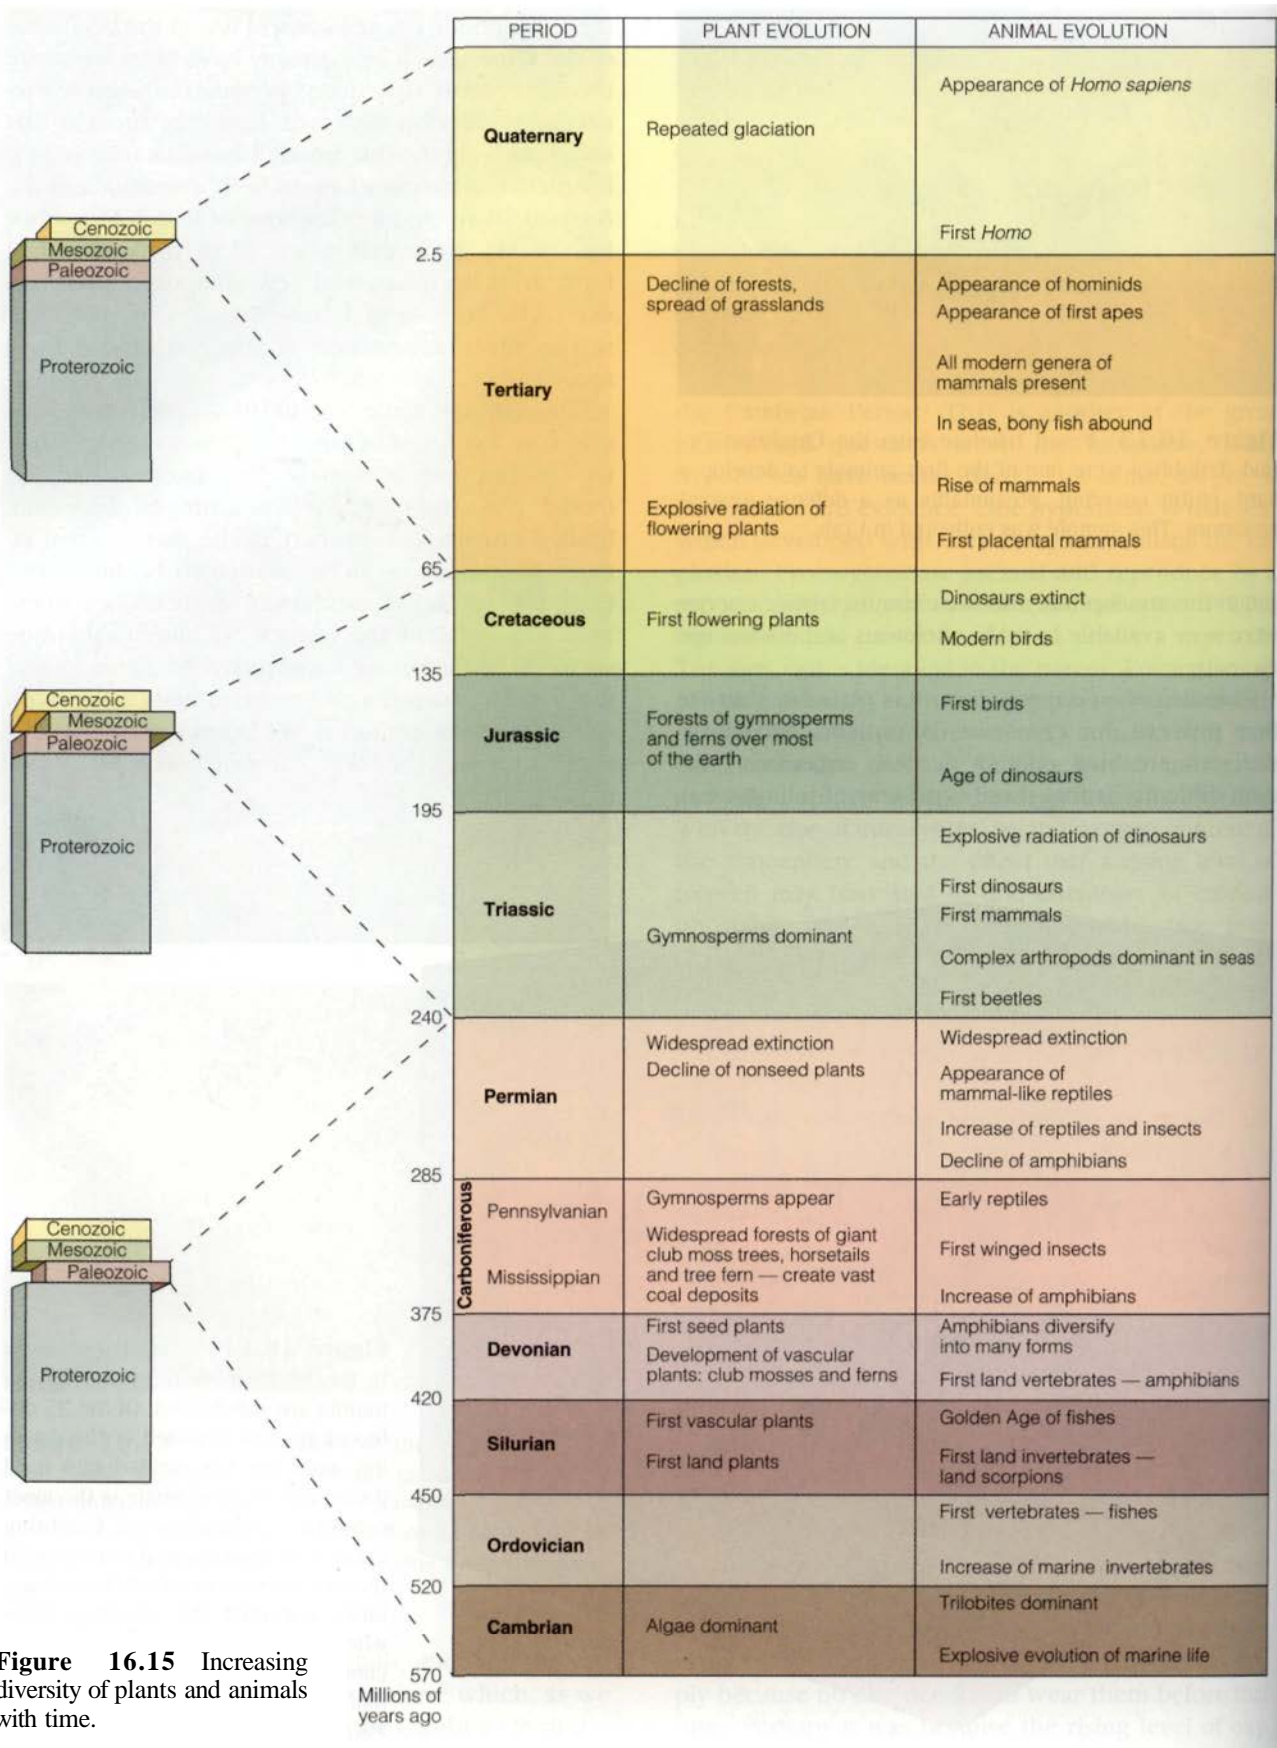 PERIOD PLANT EVOLUTION ANIMAL EVOLUTION
Quaternary
Repeated glaciation
Appearance of Homo sapiens
First Homo
2.5
Tertiary
Decline of forests,
spread of grasslands
Explosive radiation of
flowering plants
Appearance of hominids
Appearance of first apes
All modern genera of
mammals present
In seas, bony fish abound
Rise of mammals
First placental mammals
65
Cretaceous
First flowering plants
Dinosaurs extinct
Modern birds
135
Jurassic
Forests of gymnosperms
and ferns over most
of the earth
First birds
Age of dinosaurs
195
Triassic
Gymnosperms dominant
Explosive radiation of dinosaurs
First dinosaurs
First mammals
Complex arthropods dominant in seas
First beetles
240
Permian
Widespread extinction
Decline of nonseed plants
Widespread extinction
Appearance of
mammal-like reptiles
Increase of reptiles and insects
Decline of amphibians
285
Carboniferous
Pennsylvanian
Mississippian
Gymnosperms appear
Widespread forests of giant
club moss trees, horsetails
and tree fern — create vast
coal deposits
Early reptiles
First winged insects
Increase of amphibians
375
Devonian
First seed plants
Development of vascular
plants: club mosses and ferns
Amphibians diversify
into many forms
First land vertebrates — amphibians
420
Silurian
First vascular plants
First land plants
Golden Age of fishes
First land invertebrates —
land scorpions
450
Ordovician
First vertebrates — fishes
Increase of marine invertebrates
520
Cambrian
Algae dominant
Trilobites dominant
Explosive evolution of marine life
570
Millions of
years ago
Cenozoic
Mesozoic
Paleozoic
Proterozoic
Cenozoic
Mesozoic
Paleozoic
Proterozoic
Cenozoic
Mesozoic
Paleozoic
Proterozoic
Figure 16.15 Increasing
diversity of plants and animals
with time.